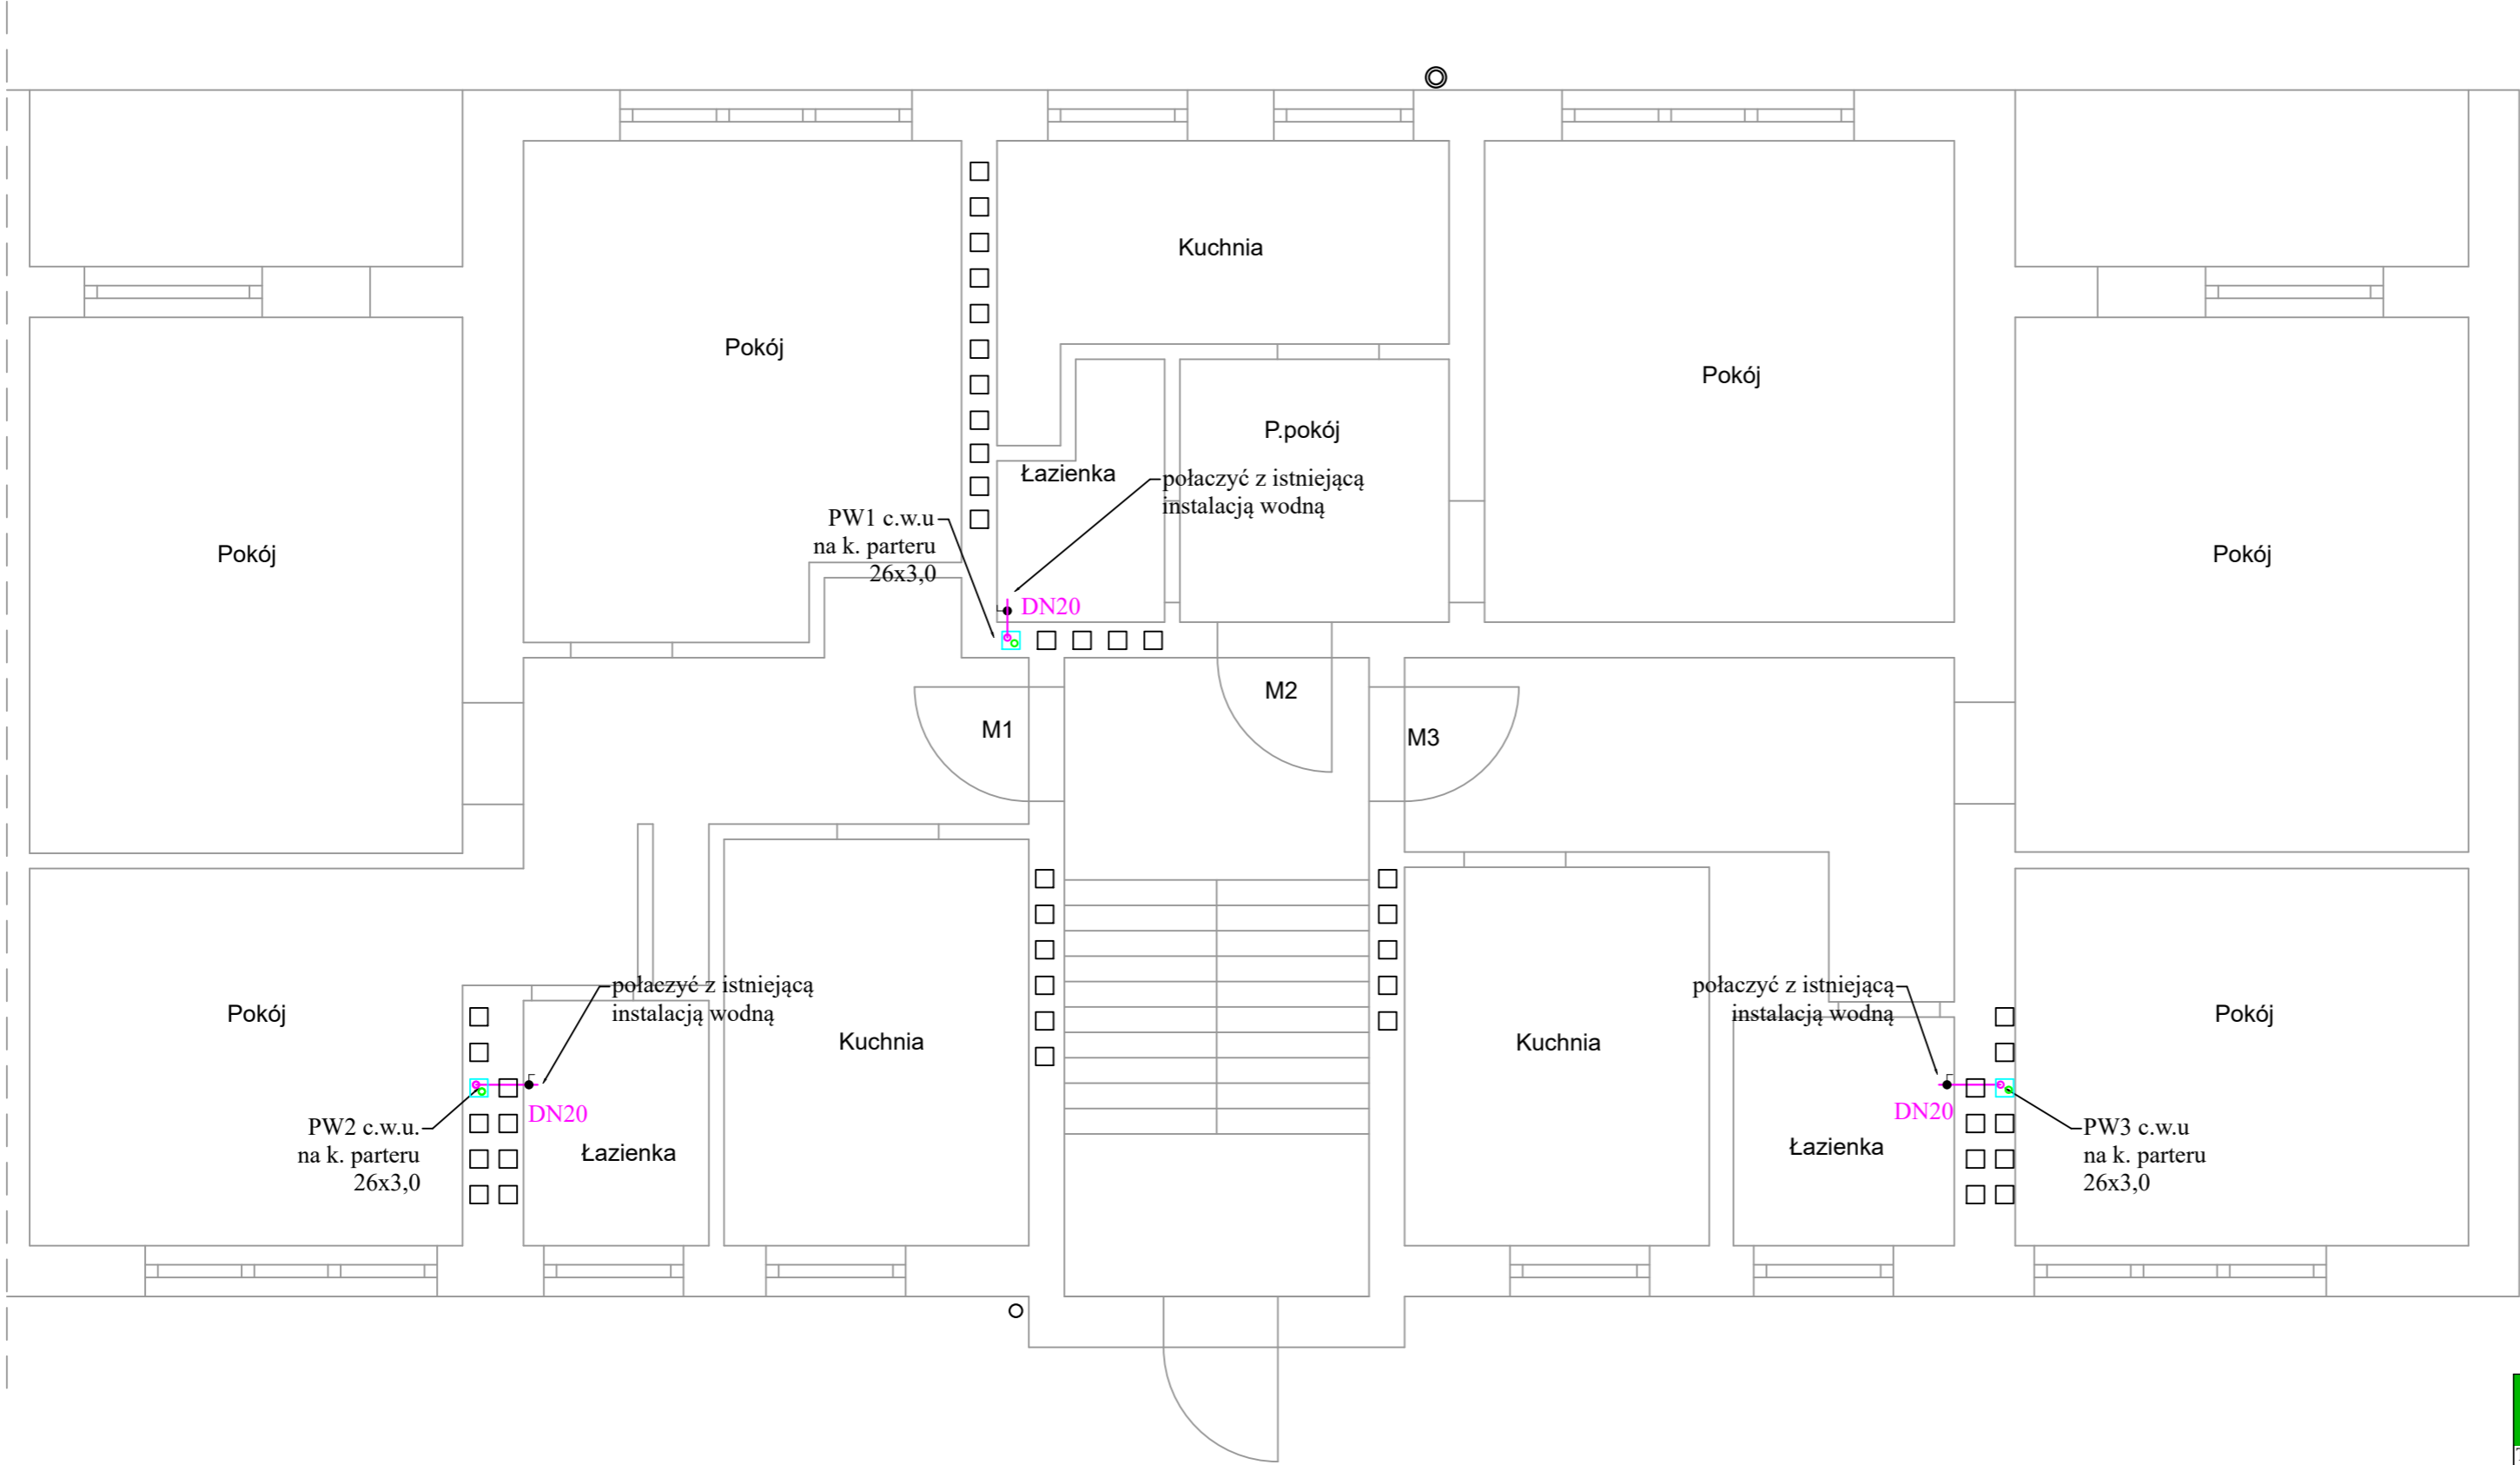 Kuchnia
Pokój
Pokój
P.pokój
Łazienka
połaczyć z istniejącą
instalacją wodną
PW1 c.w.u
na k. parteru
26x3,0
DN20
Pokój
Pokój
M1
M2
M3
połaczyć z istniejącą
instalacją wodną
połaczyć z istniejącą
instalacją wodną
Pokój
Kuchnia
Kuchnia
Pokój
DN20
DN20
PW2 c.w.u.
na k. parteru
26x3,0
Łazienka
Łazienka
PW3 c.w.u
na k. parteru
26x3,0